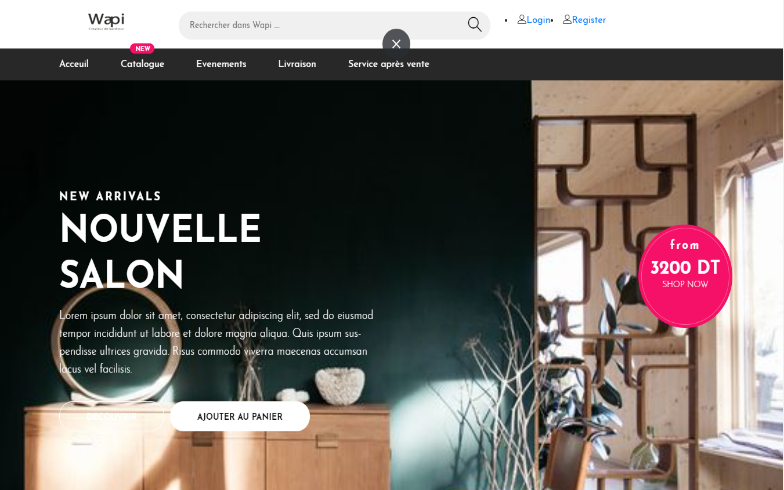 Wapi
Rechercher dans Wapi ...
Login
Register
NEW
Acceuil
Catalogue
Evenements
Livraison
Service après vente
NEW ARRIVALS
NOUVELLE
SALON
Lorem ipsum dolor sit amet, consectetur adipiscing elit, sed do eiusmod
tempor incididunt ut labore et dolore magna aliqua. Quis ipsum sus-
pendisse ultrices gravida. Risus commodo viverra maecenas accumsan
lacus vel facilisis.
AJOUTER AU PANIER
from
3200 DT
SHOP NOW